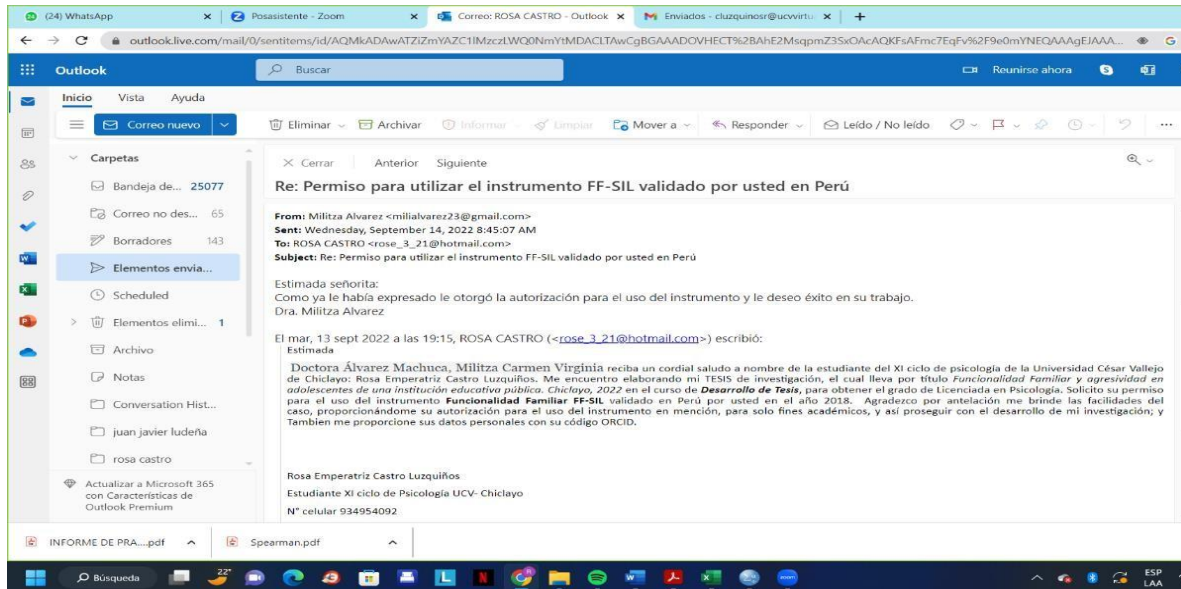 (24) WhatsApp
Posasistente - Zoom
Correo: ROSA CASTRO - Outlook
Enviados - cluzquinosr@ucvvirtu
outlook.live.com/mail/0/sentitems/id/
Outlook
Buscar
Reunirse ahora
Inicio Vista Ayuda
Correo nuevo
Eliminar Archivar Informar Limpiar Mover a Responder Leído / No leído
Carpetas
Bandeja de... 25077
Correo no des... 65
Borradores 143
Elementos envia...
Scheduled
Elementos elimi... 1
Archivo
Notas
Conversation Hist...
juan javier ludeña
rosa castro
Actualizar a Microsoft 365
con Características de
Outlook Premium
Cerrar Anterior Siguiente
Re: Permiso para utilizar el instrumento FF-SIL validado por usted en Perú
From: Militza Alvarez <milialvarez23@gmail.com>
Sent: Wednesday, September 14, 2022 8:45:07 AM
To: ROSA CASTRO <rose_3_21@hotmail.com>
Subject: Re: Permiso para utilizar el instrumento FF-SIL validado por usted en Perú
Estimada señorita:
Como ya le había expresado le otorgó la autorización para el uso del instrumento y le deseo éxito en su trabajo.
Dra. Militza Alvarez
El mar, 13 sept 2022 a las 19:15, ROSA CASTRO (<rose_3_21@hotmail.com>) escribió:
Estimada
Doctora Álvarez Machuca, Militza Carmen Virginia reciba un cordial saludo a nombre de la estudiante del XI ciclo de psicología de la Universidad César Vallejo
de Chiclayo: Rosa Emperatriz Castro Luzquiños. Me encuentro elaborando mi TESIS de investigación, el cual lleva por título Funcionalidad Familiar y agresividad en
adolescentes de una institución educativa pública. Chiclayo, 2022 en el curso de Desarrollo de Tesis, para obtener el grado de Licenciada en Psicología. Solicito su permiso
para el uso del instrumento Funcionalidad Familiar FF-SIL validado en Perú por usted en el año 2018. Agradezco por antelación me brinde las facilidades del
caso, proporcionándome su autorización para el uso del instrumento en mención, para solo fines académicos, y así proseguir con el desarrollo de mi investigación; y
Tambien me proporcione sus datos personales con su código ORCID.
Rosa Emperatriz Castro Luzquiños
Estudiante XI ciclo de Psicología UCV- Chiclayo
N° celular 934954092
INFORME DE PRA....pdf
Spearman.pdf
Búsqueda
22°
ESP
LAA